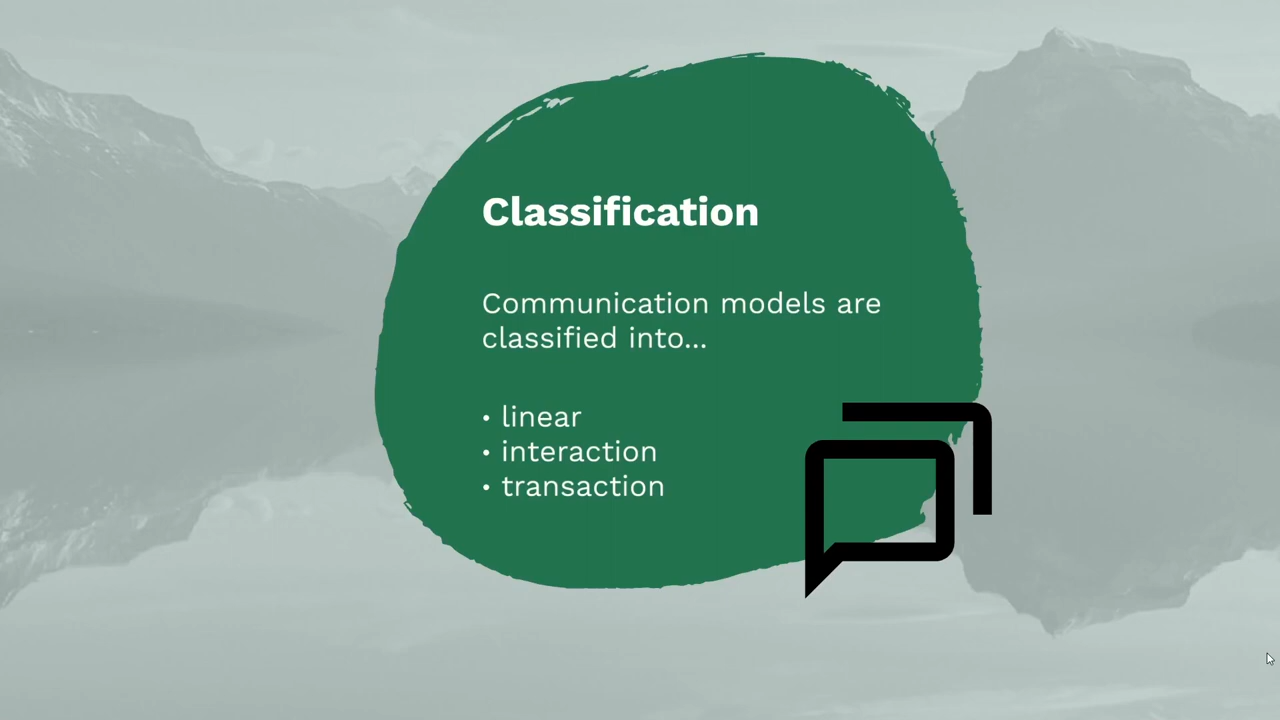 Classification
Communication models are
classified into...
• linear
• interaction
• transaction